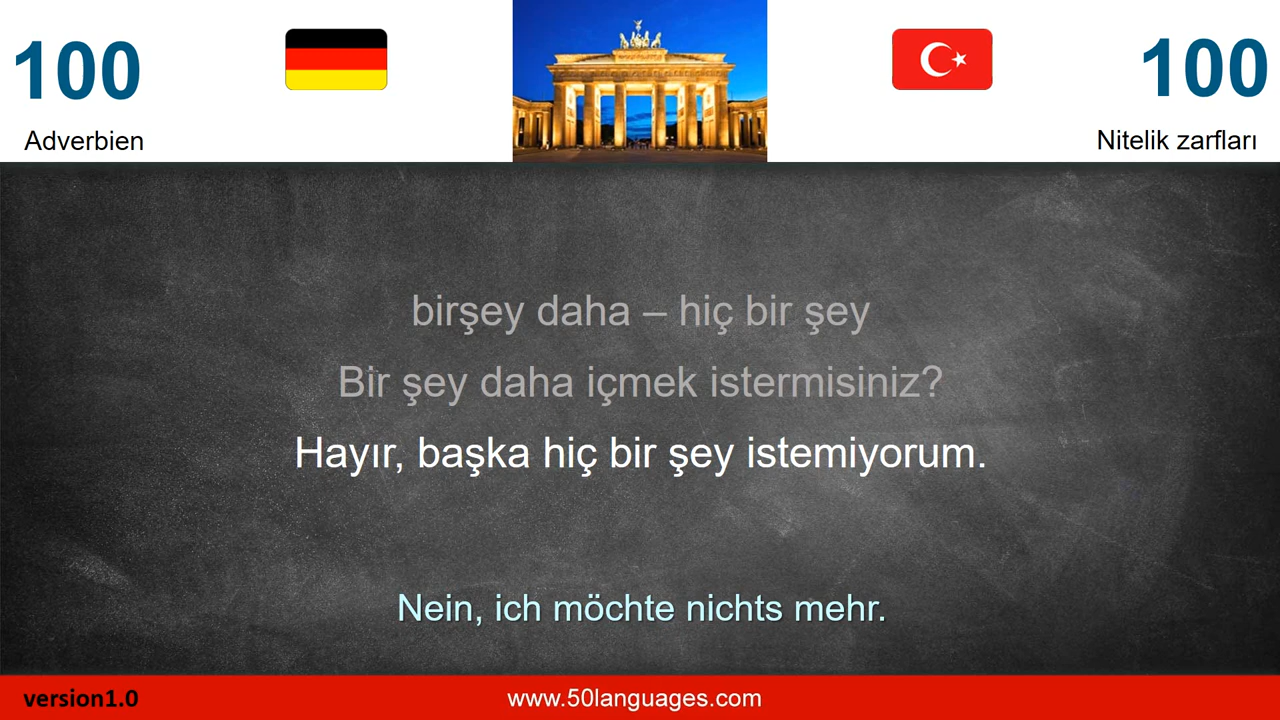 100
Adverbien
100
Nitelik zarfları
birşey daha – hiç bir şey
Bir şey daha içmek istermisiniz?
Hayır, başka hiç bir şey istemiyorum.
Nein, ich möchte nichts mehr.
version1.0
www.50languages.com